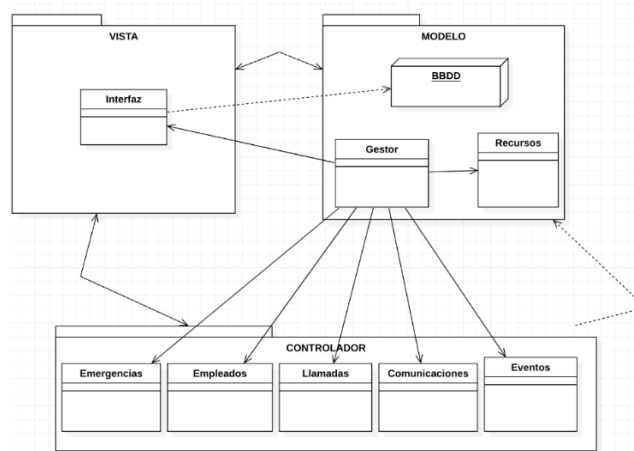 VISTA
MODELO
BBDD
Interfaz
Gestor
Recursos
CONTROLADOR
Emergencias
Empleados
Llamadas
Comunicaciones
Eventos